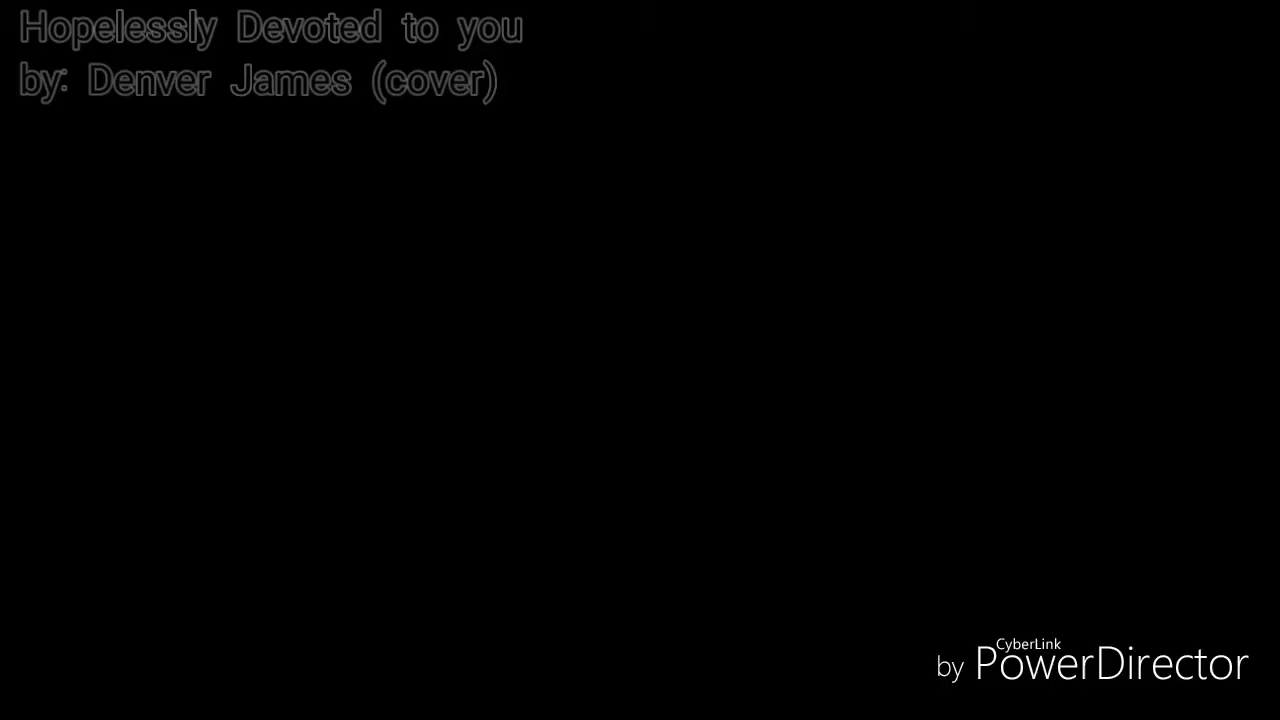 Hopelessly Devoted to you
by: Denver James (cover)
CyberLink
by PowerDirector